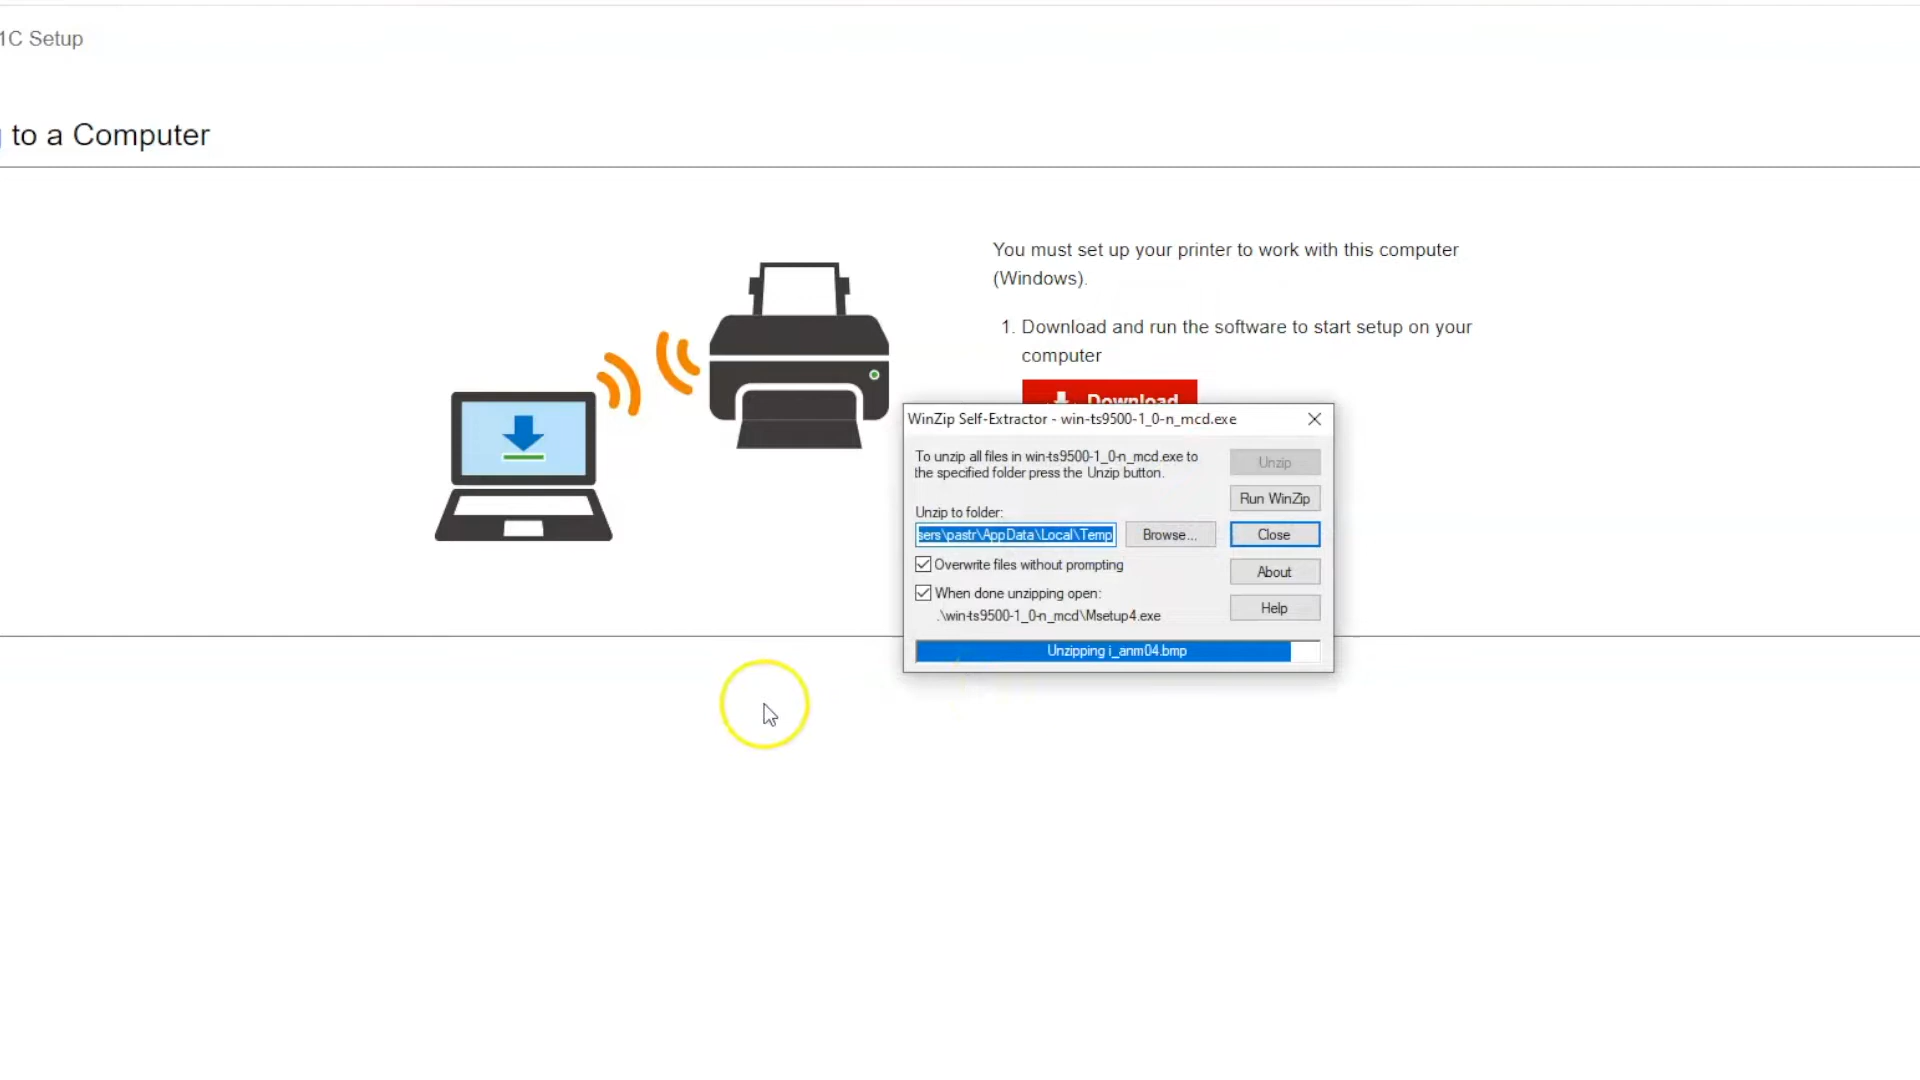 1C Setup
to a Computer
You must set up your printer to work with this computer
(Windows).
1. Download and run the software to start setup on your
computer
Download
WinZip Self-Extractor - win-ts9500-1_0-n_mcd.exe
To unzip all files in win-ts9500-1_0-n_mcd.exe to
the specified folder press the Unzip button.
Unzip
Run WinZip
Unzip to folder:
sers\pastr\AppData\Local\Temp
Browse...
Close
Overwrite files without prompting
About
When done unzipping open:
.\win-ts9500-1_0-n_mcd\Msetup4.exe
Help
Unzipping i_anm04.bmp